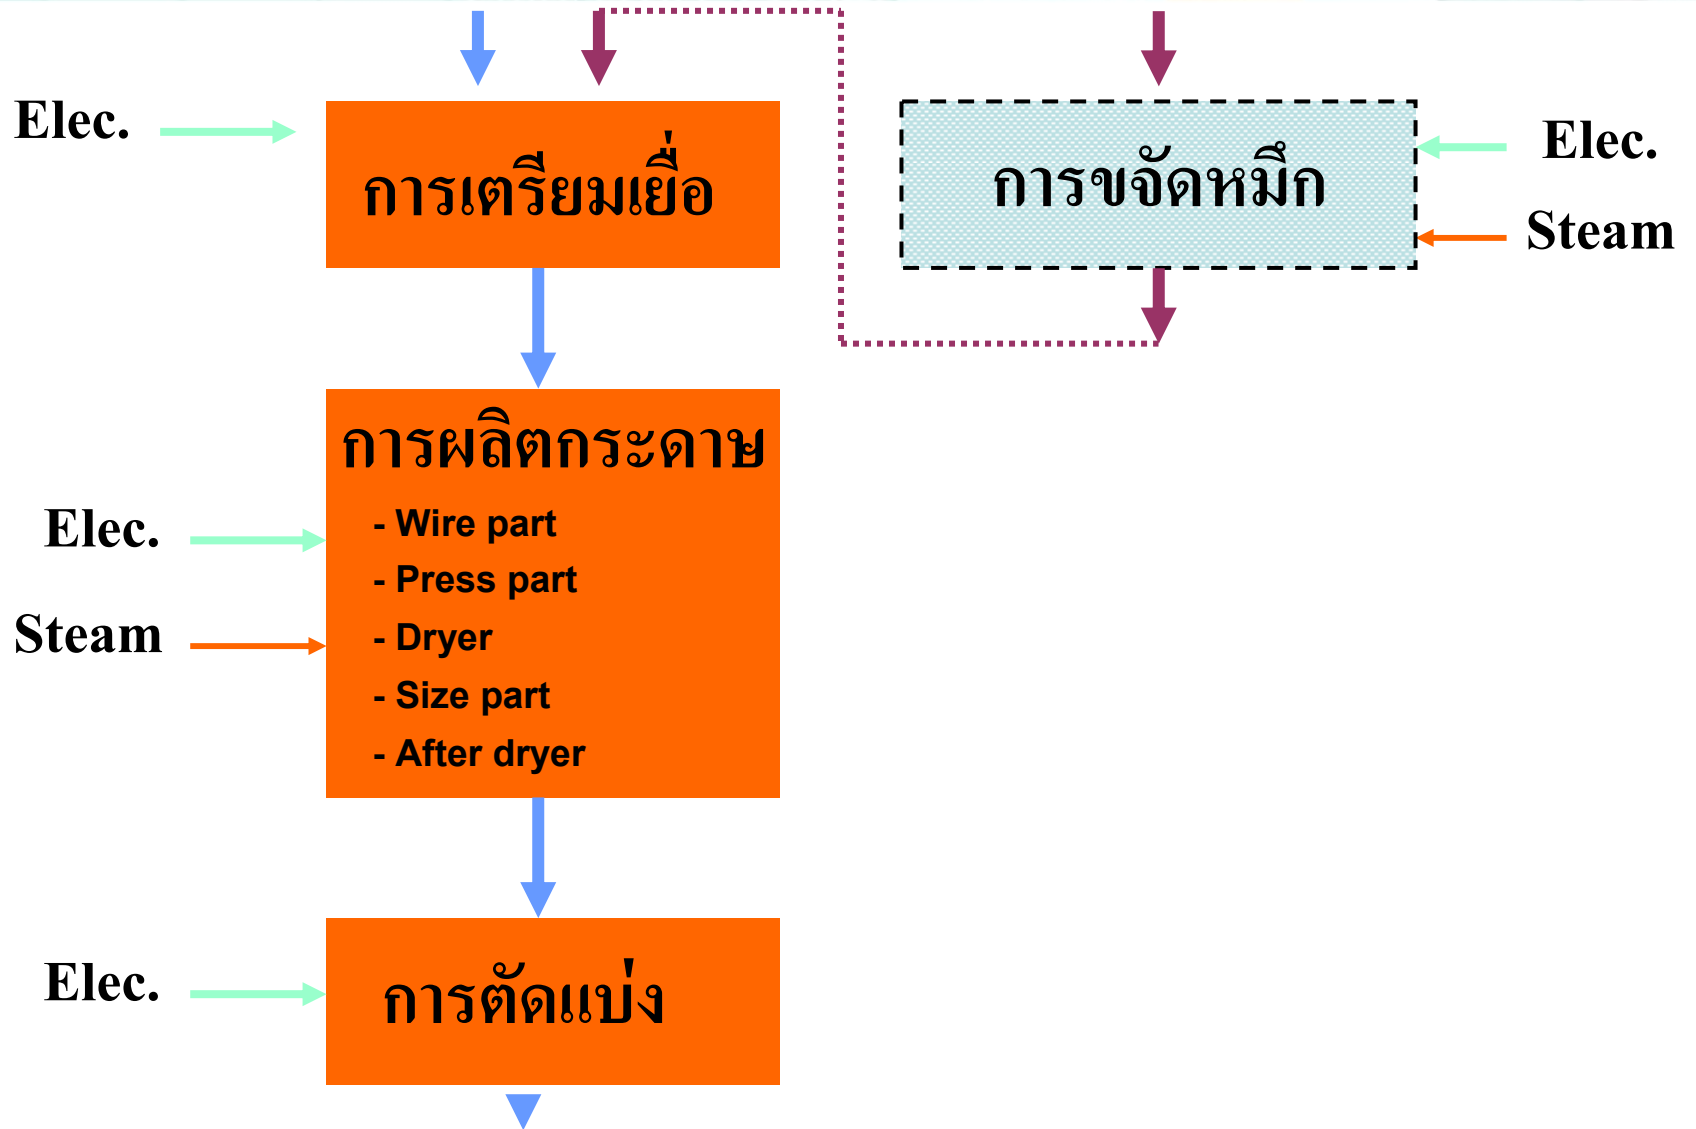 Elec.
การเตรียมเยื่อ
การขจัดหมึก
Elec.
Steam
การผลิตกระดาษ
Elec.
Steam
- Wire part
- Press part
- Dryer
- Size part
- After dryer
Elec.
การตัดแบ่ง